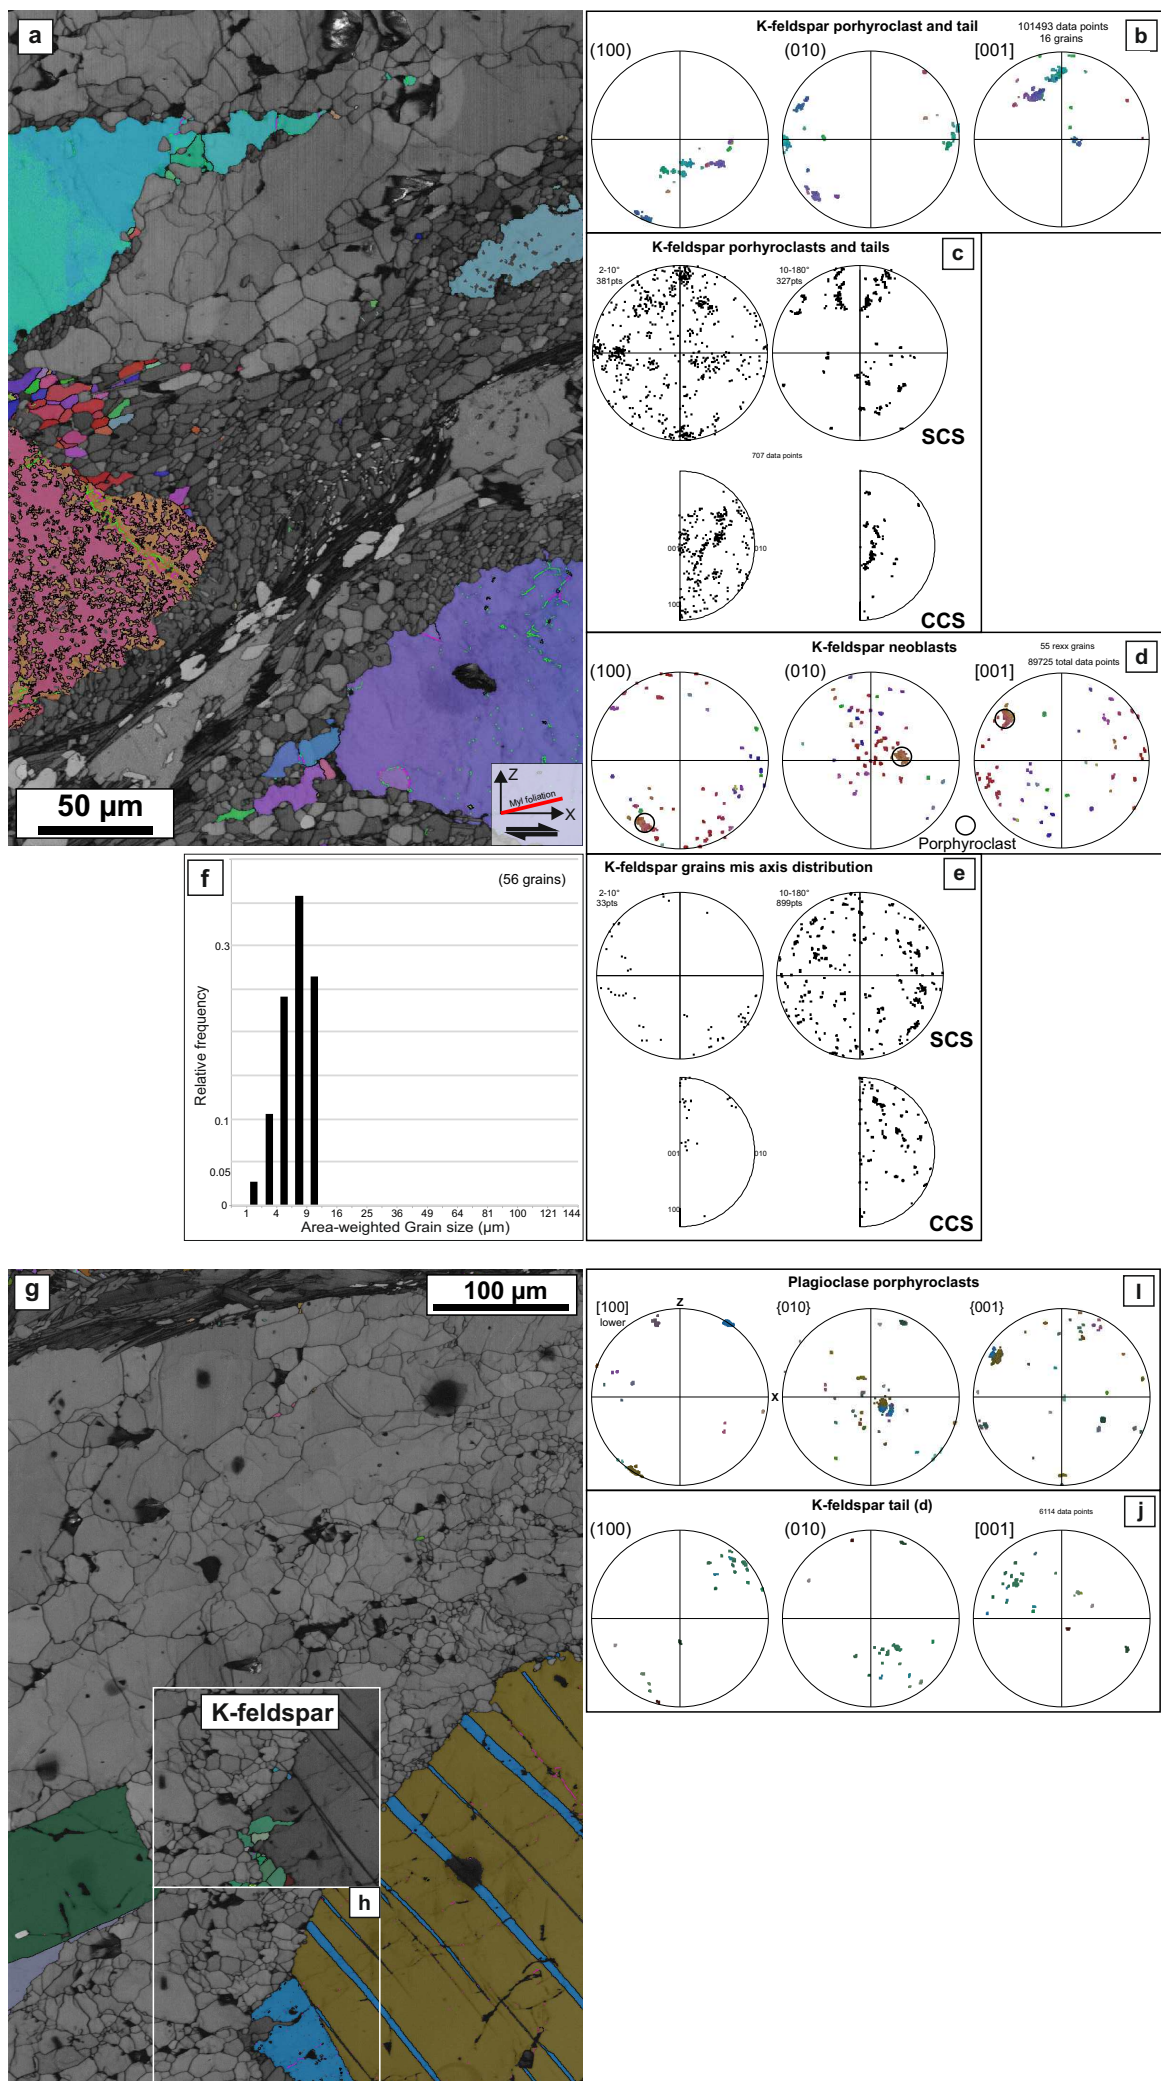 a
50 µm
Z
Myl foliation
X
K-feldspar porhyroclast and tail
101493 data points
16 grains
b
(100)
(010)
[001]
K-feldspar porhyroclasts and tails
c
2-10°
381pts
10-180°
327pts
SCS
707 data points
001
010
100
CCS
K-feldspar neoblasts
55 rexx grains
89725 total data points
d
(100)
(010)
[001]
Porphyroclast
K-feldspar grains mis axis distribution
e
2-10°
33pts
10-180°
899pts
SCS
001
010
100
CCS
f
(56 grains)
Relative frequency
0.3
0.1
0.05
0
1 4 9 16 25 36 49 64 81 100 121 144
Area-weighted Grain size (µm)
g
100 µm
K-feldspar
h
Plagioclase porphyroclasts
I
[100]
lower
Z
{010}
{001}
X
K-feldspar tail (d)
6114 data points
j
(100)
(010)
[001]